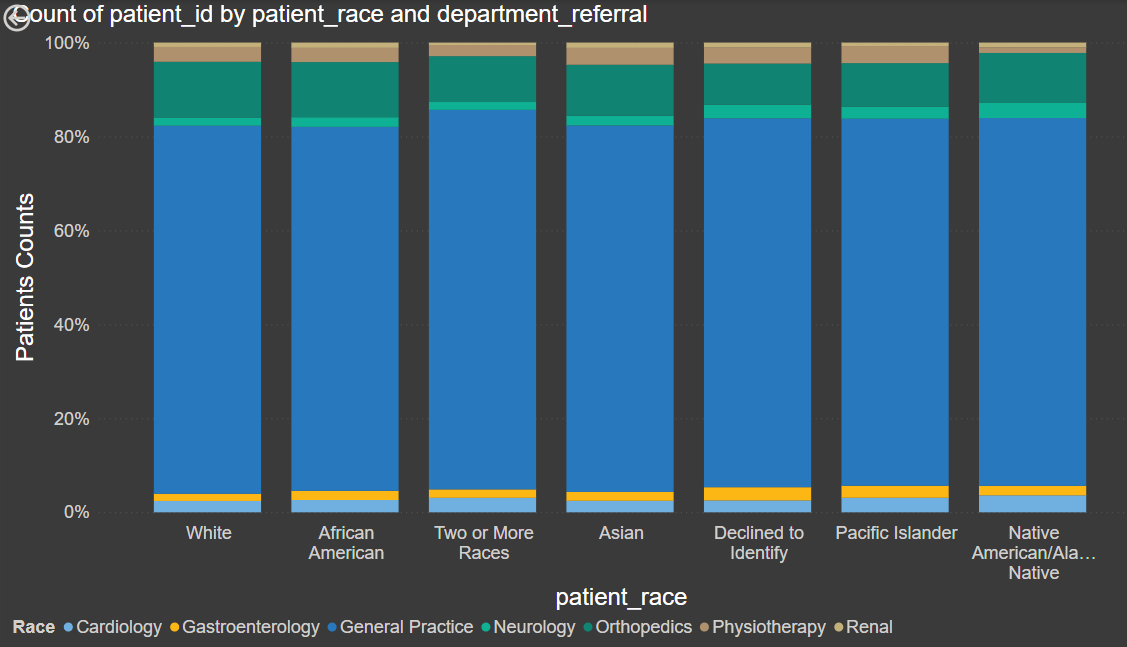 Count of patient_id by patient_race and department_referral
100%
80%
60%
40%
20%
0%
Patients Counts
White
African
American
Two or More
Races
Asian
Declined to
Identify
Pacific Islander
Native
American/Ala…
Native
patient_race
Race Cardiology Gastroenterology General Practice Neurology Orthopedics Physiotherapy Renal